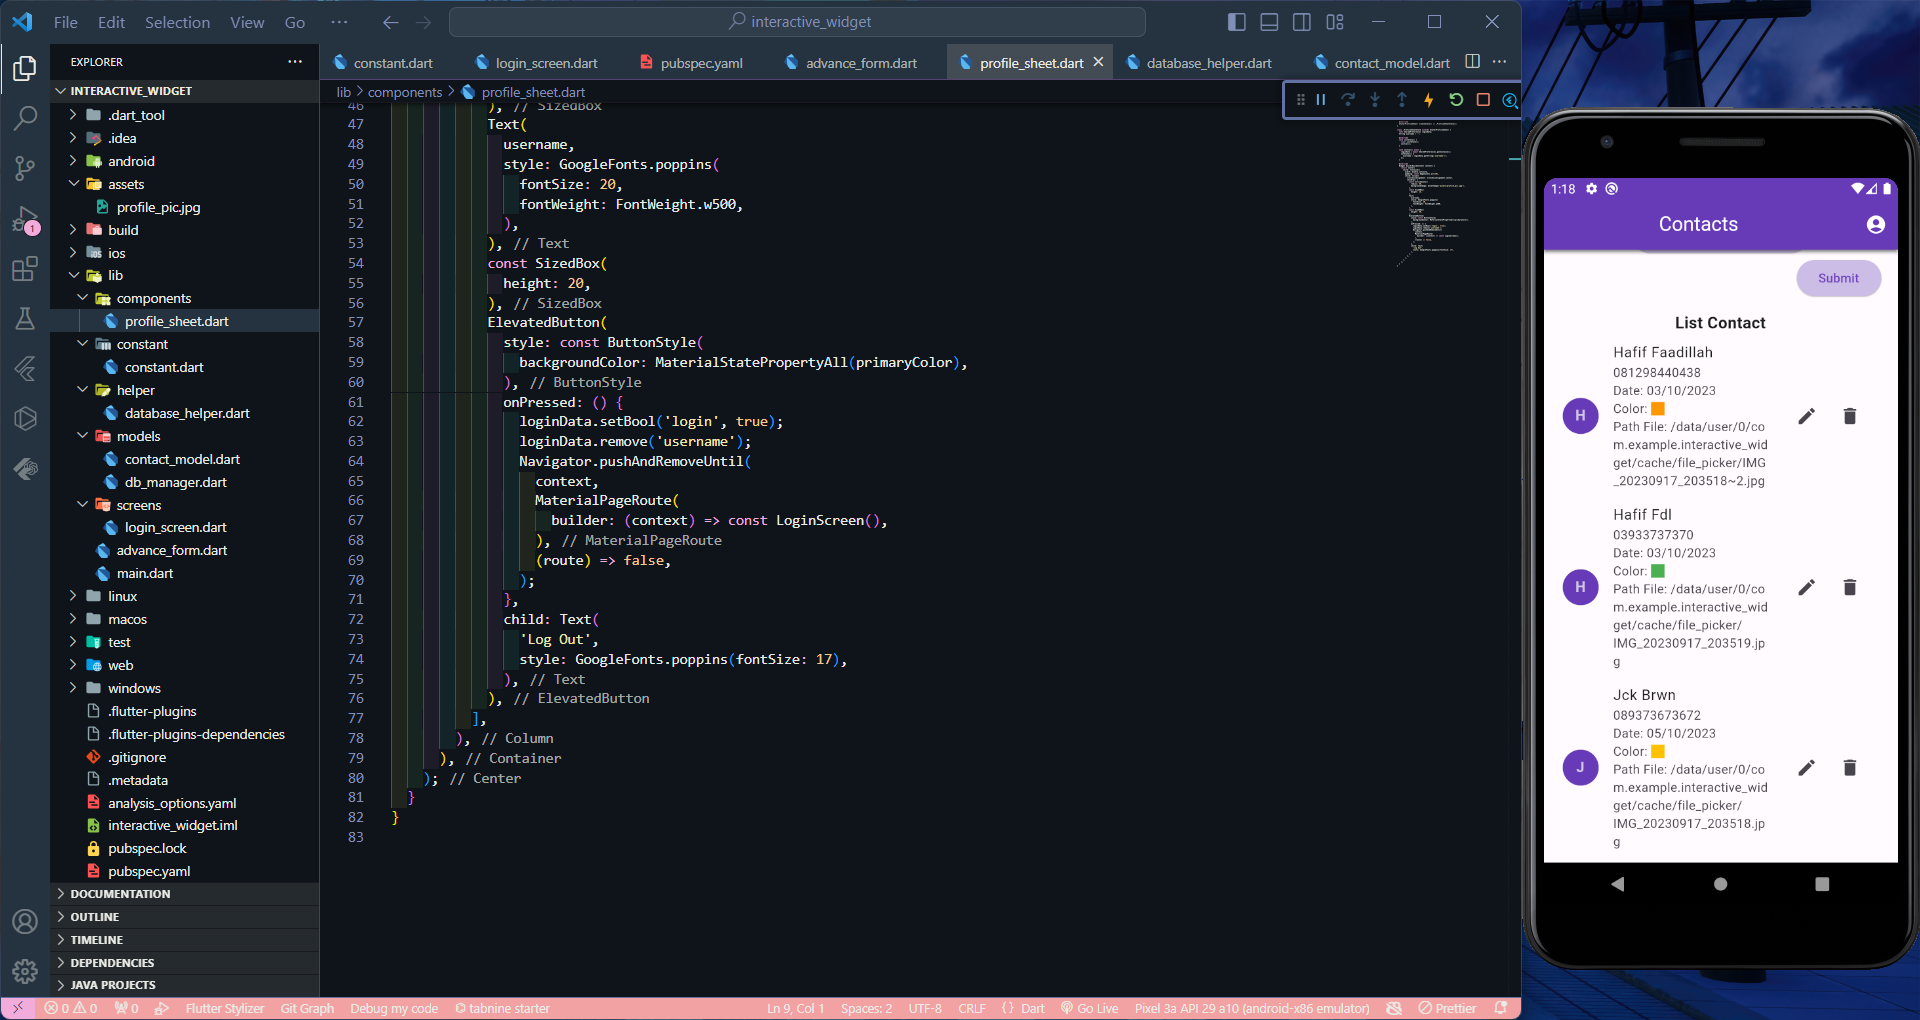 File Edit Selection View Go ···
interactive_widget
EXPLORER
constant.dart login_screen.dart pubspec.yaml advance_form.dart profile_sheet.dart database_helper.dart contact_model.dart
INTERACTIVE_WIDGET
.dart_tool
.idea
android
assets
profile_pic.jpg
build
ios
lib
components
profile_sheet.dart
constant
constant.dart
helper
database_helper.dart
models
contact_model.dart
db_manager.dart
screens
login_screen.dart
advance_form.dart
main.dart
linux
macos
test
web
windows
.flutter-plugins
.flutter-plugins-dependencies
.gitignore
.metadata
analysis_options.yaml
interactive_widget.iml
pubspec.lock
pubspec.yaml
DOCUMENTATION
OUTLINE
TIMELINE
DEPENDENCIES
JAVA PROJECTS
1
lib > components > profile_sheet.dart
46 ), // SizedBox
47 Text(
48 username,
49 style: GoogleFonts.poppins(
50 fontSize: 20,
51 fontWeight: FontWeight.w500,
52 ),
53 ), // Text
54 const SizedBox(
55 height: 20,
56 ), // SizedBox
57 ElevatedButton(
58 style: const ButtonStyle(
59 backgroundColor: MaterialStatePropertyAll(primaryColor),
60 ), // ButtonStyle
61 onPressed: () {
62 loginData.setBool('login', true);
63 loginData.remove('username');
64 Navigator.pushAndRemoveUntil(
65 context,
66 MaterialPageRoute(
67 builder: (context) => const LoginScreen(),
68 ), // MaterialPageRoute
69 (route) => false,
70 );
71 },
72 child: Text(
73 'Log Out',
74 style: GoogleFonts.poppins(fontSize: 17),
75 ), // Text
76 ), // ElevatedButton
77 ],
78 ), // Column
79 ), // Container
80 ); // Center
81 }
82 }
83
0 0 0 Flutter Stylizer Git Graph Debug my code tabnine starter Ln 9, Col 1 Spaces: 2 UTF-8 CRLF {} Dart Go Live Pixel 3a API 29 a10 (android-x86 emulator) Prettier
1:18
Contacts
Submit
List Contact
Hafif Faadillah
081298440438
Date: 03/10/2023
Color:
H
Path File: /data/user/0/co
m.example.interactive_wid
get/cache/file_picker/IMG
_20230917_203518~2.jpg
Hafif Fdl
03933737370
Date: 03/10/2023
Color:
H
Path File: /data/user/0/co
m.example.interactive_wid
get/cache/file_picker/
IMG_20230917_203519.jp
g
Jck Brwn
089373673672
Date: 05/10/2023
Color:
J
Path File: /data/user/0/co
m.example.interactive_wid
get/cache/file_picker/
IMG_20230917_203518.jp
g